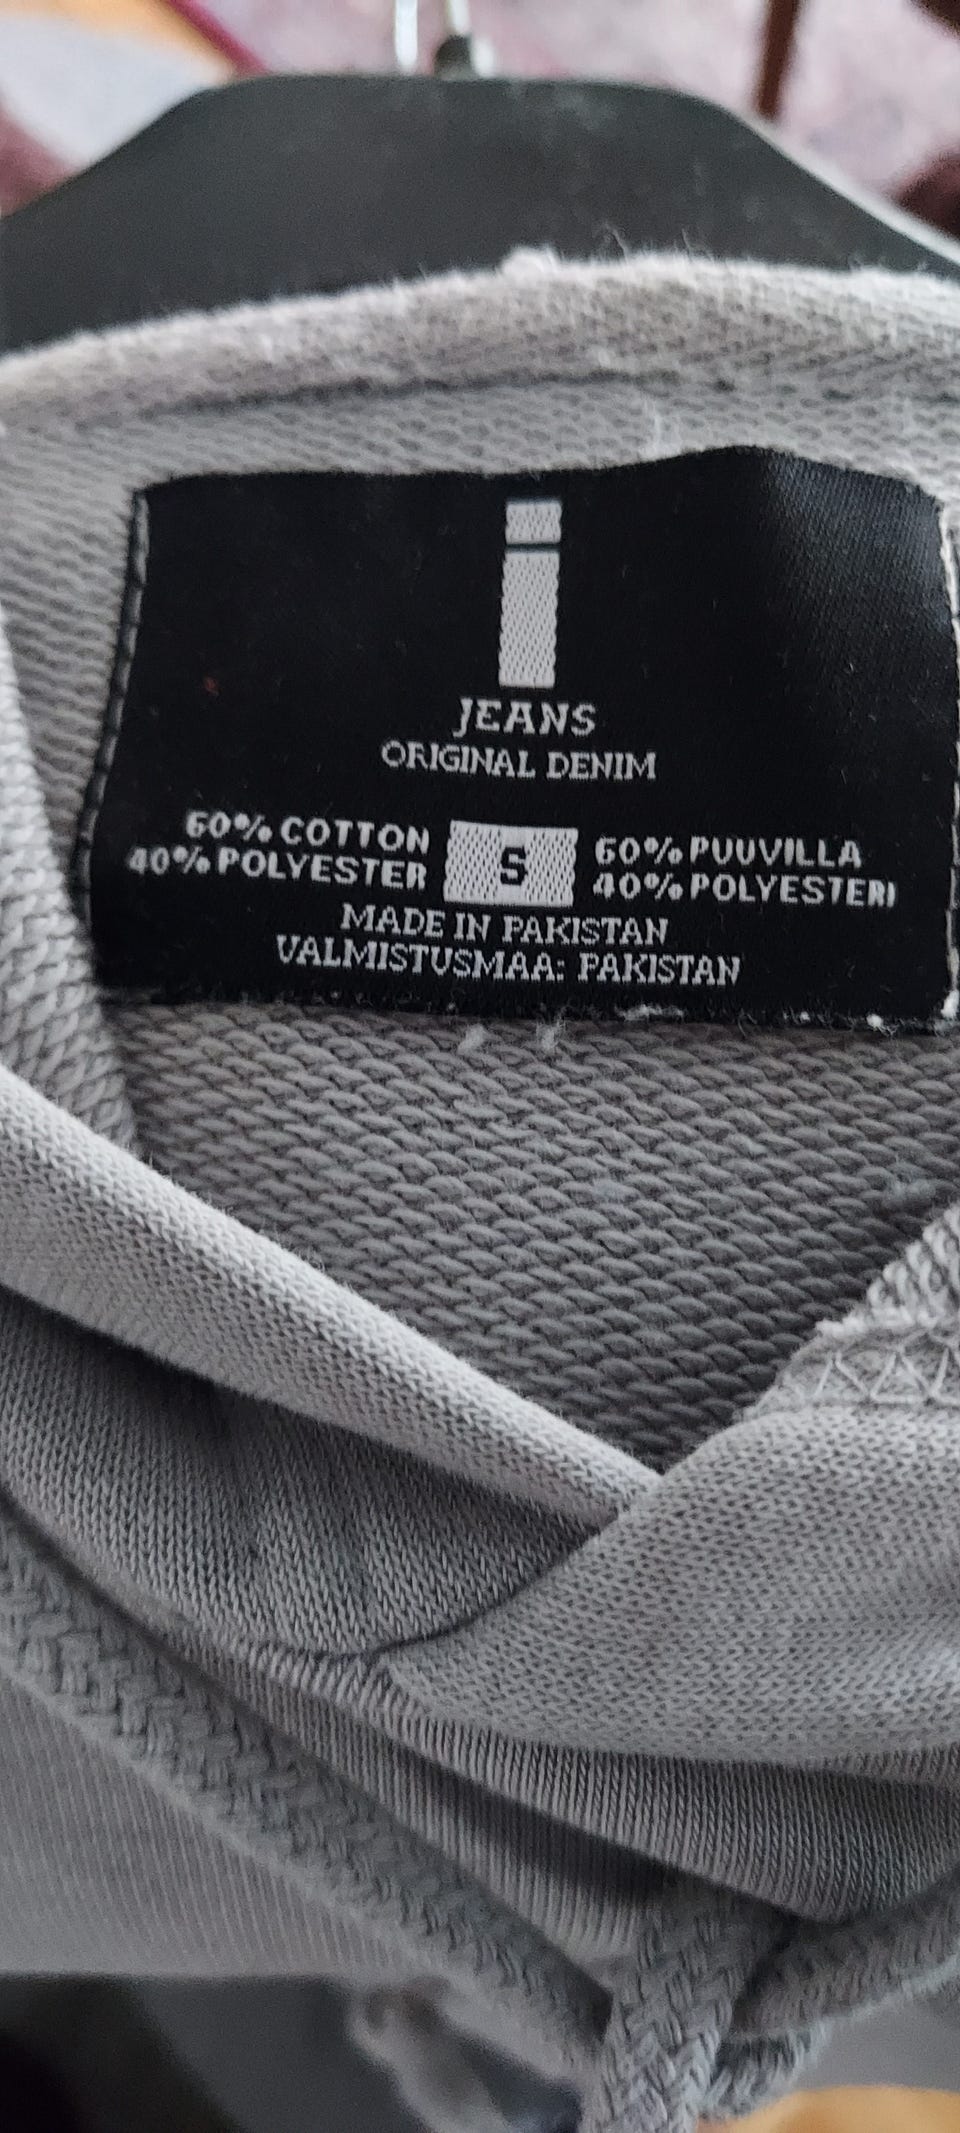 i
JEANS
ORIGINAL DENIM
60% COTTON
40% POLYESTER
S
60% PUUVILLA
40% POLYESTERI
MADE IN PAKISTAN
VALMISTUSMAA: PAKISTAN